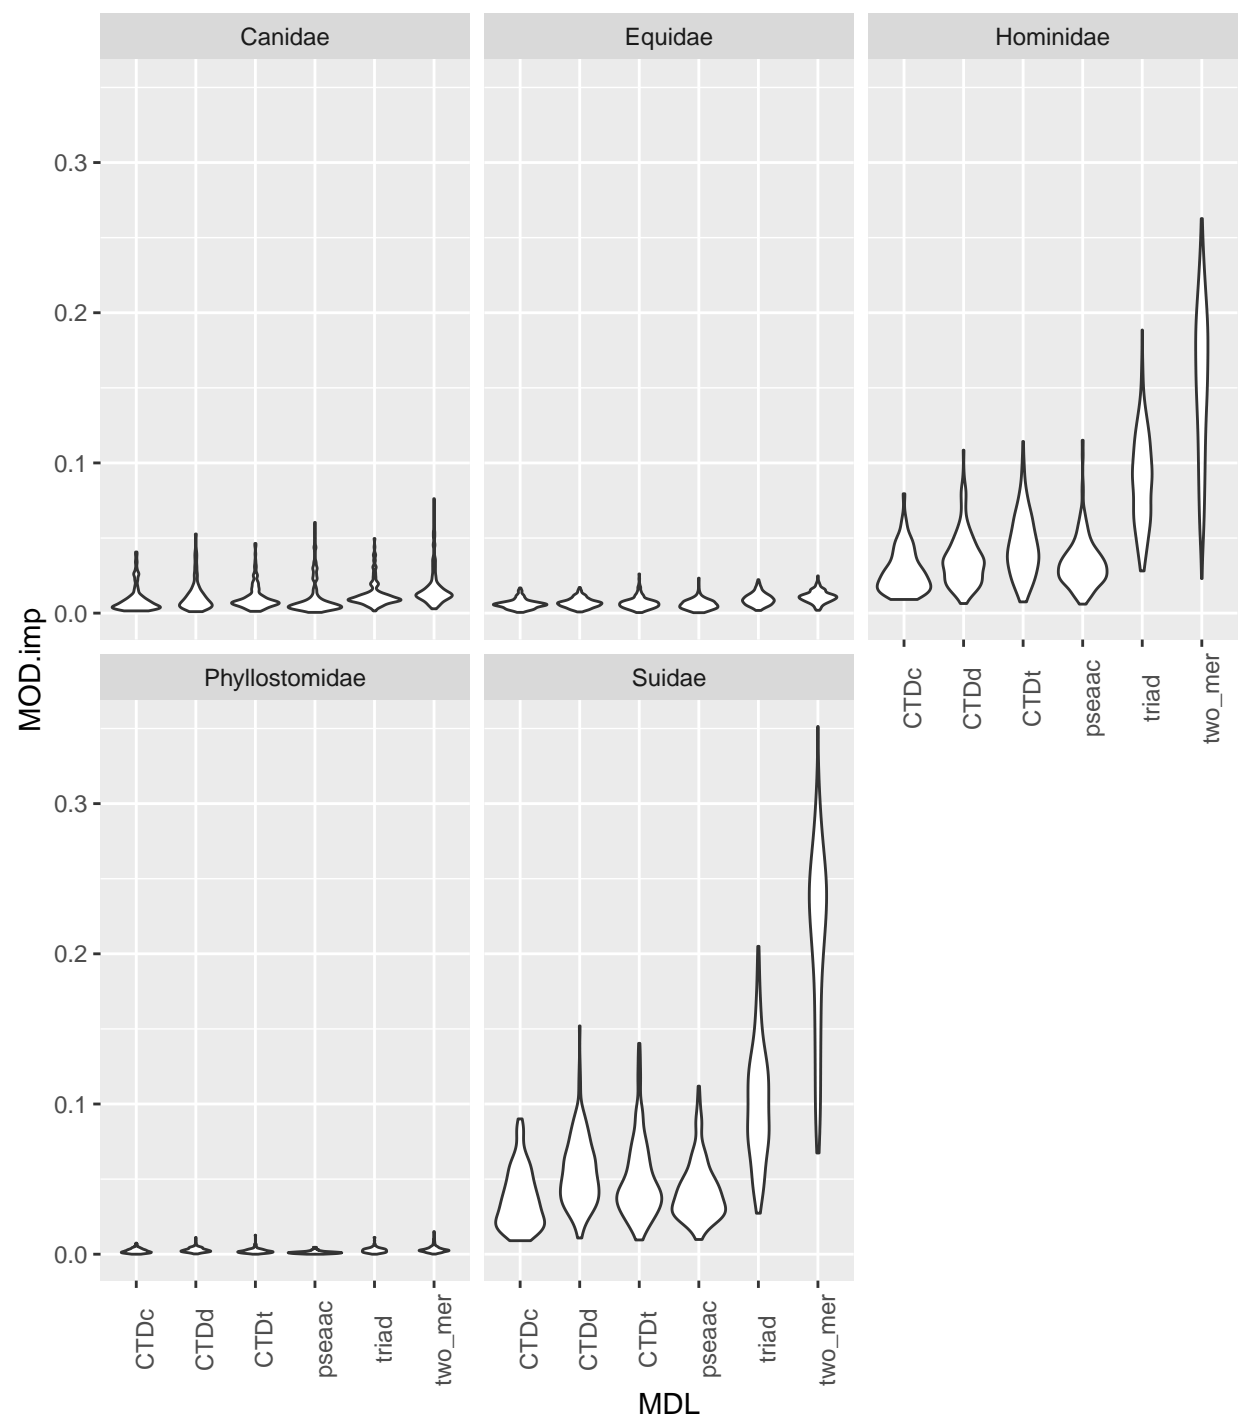 Canidae
Equidae
Hominidae
0.3
0.2
0.1
0.0
CTDc
CTDd
CTDt
pseaac
triad
two_mer
MOD.imp
Phyllostomidae
Suidae
0.3
0.2
0.1
0.0
CTDc
CTDd
CTDt
pseaac
triad
two_mer
CTDc
CTDd
CTDt
pseaac
triad
two_mer
MDL